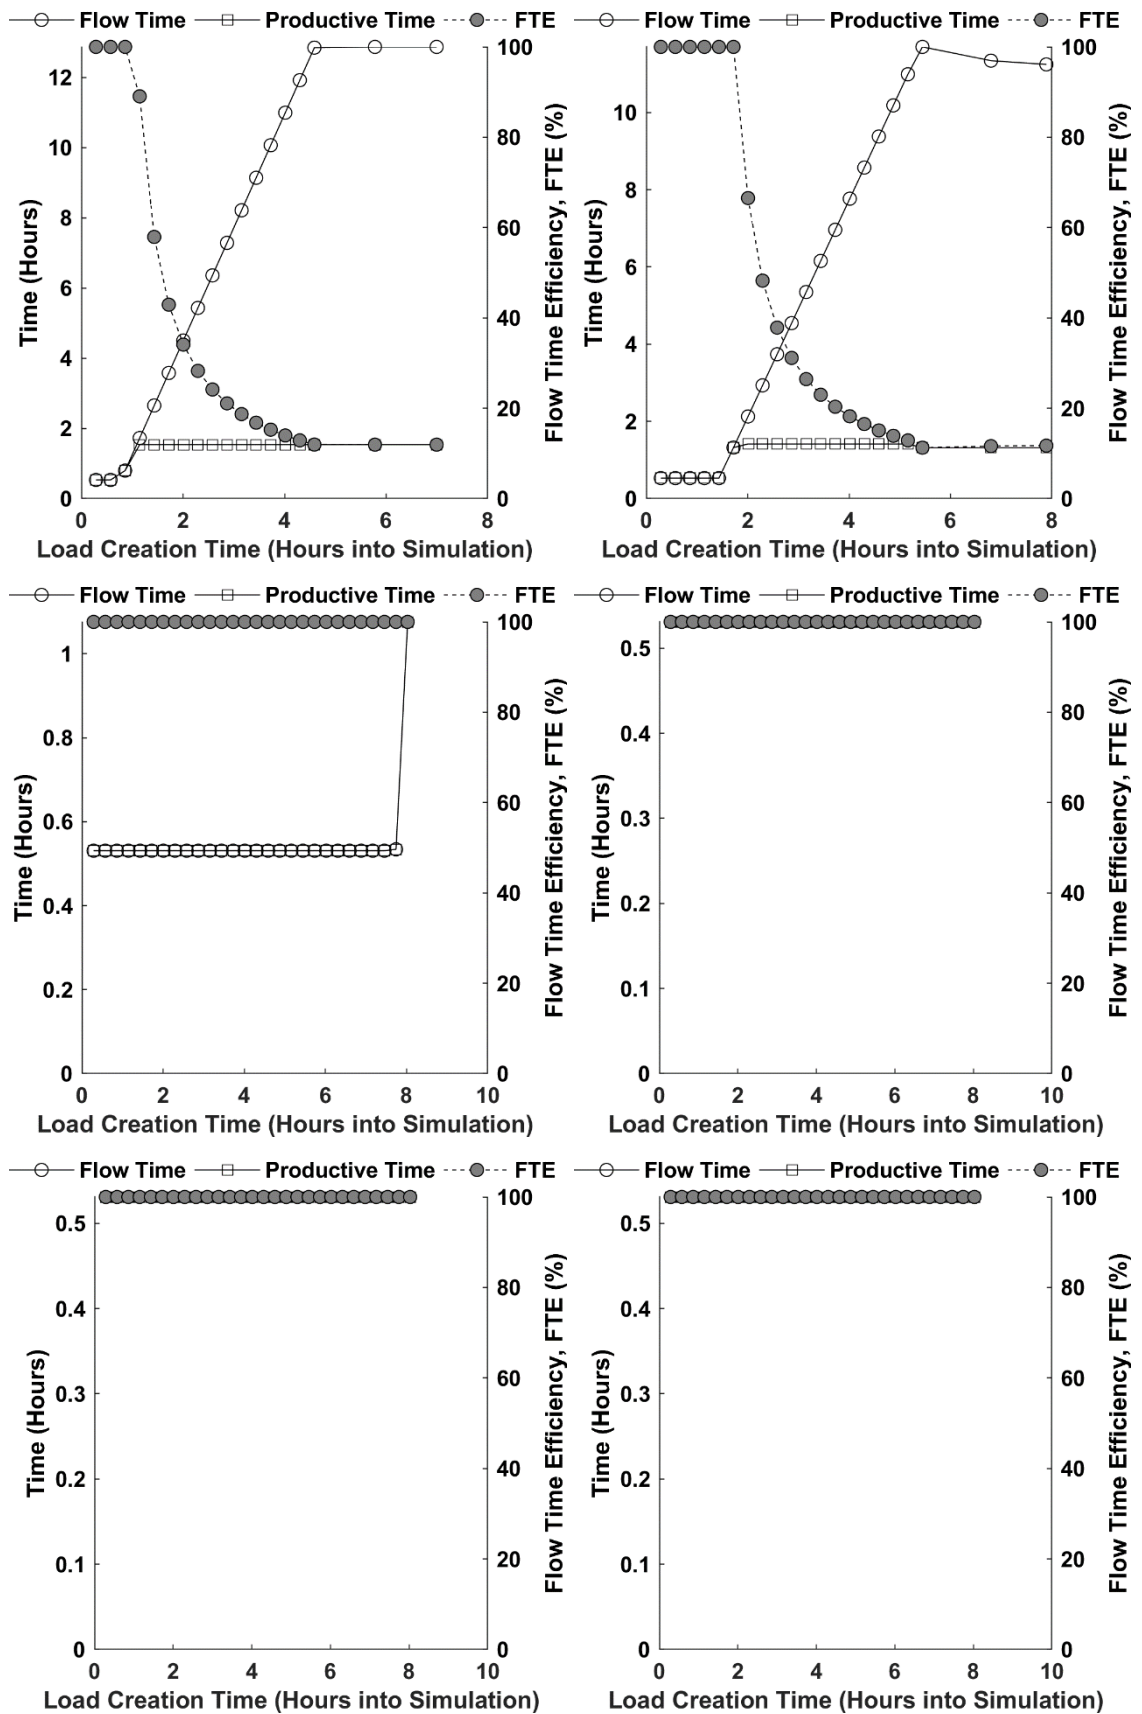 Flow Time Productive Time FTE
12
10
8
6
4
2
0
Time (Hours)
100
80
60
40
20
0
Flow Time Efficiency, FTE (%)
0 2 4 6 8
Load Creation Time (Hours into Simulation)
Flow Time Productive Time FTE
10
8
6
4
2
0
Time (Hours)
100
80
60
40
20
0
Flow Time Efficiency, FTE (%)
0 2 4 6 8
Load Creation Time (Hours into Simulation)
Flow Time Productive Time FTE
1
0.8
0.6
0.4
0.2
0
Time (Hours)
100
80
60
40
20
0
Flow Time Efficiency, FTE (%)
0 2 4 6 8 10
Load Creation Time (Hours into Simulation)
Flow Time Productive Time FTE
0.5
0.4
0.3
0.2
0.1
0
Time (Hours)
100
80
60
40
20
0
Flow Time Efficiency, FTE (%)
0 2 4 6 8 10
Load Creation Time (Hours into Simulation)
Flow Time Productive Time FTE
0.5
0.4
0.3
0.2
0.1
0
Time (Hours)
100
80
60
40
20
0
Flow Time Efficiency, FTE (%)
0 2 4 6 8 10
Load Creation Time (Hours into Simulation)
Flow Time Productive Time FTE
0.5
0.4
0.3
0.2
0.1
0
Time (Hours)
100
80
60
40
20
0
Flow Time Efficiency, FTE (%)
0 2 4 6 8 10
Load Creation Time (Hours into Simulation)